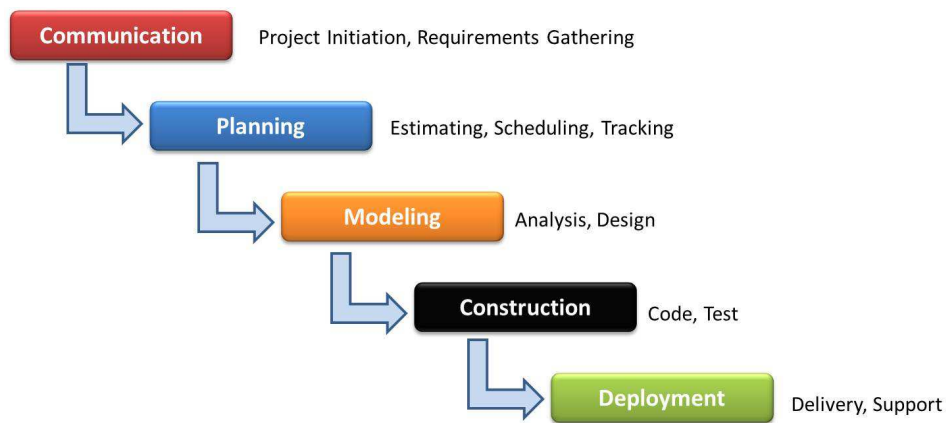 Communication
Project Initiation, Requirements Gathering
Planning
Estimating, Scheduling, Tracking
Modeling
Analysis, Design
Construction
Code, Test
Deployment
Delivery, Support